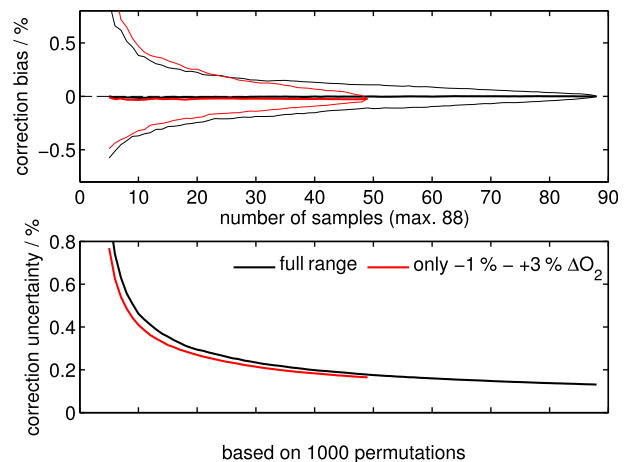 correction bias / %
0.5
0
−0.5
0 10 20 30 40 50 60 70 80 90
number of samples (max. 88)
correction uncertainty / %
0.8
0.6
0.4
0.2
0
full range
only −1 % − +3 % ΔO₂
based on 1000 permutations